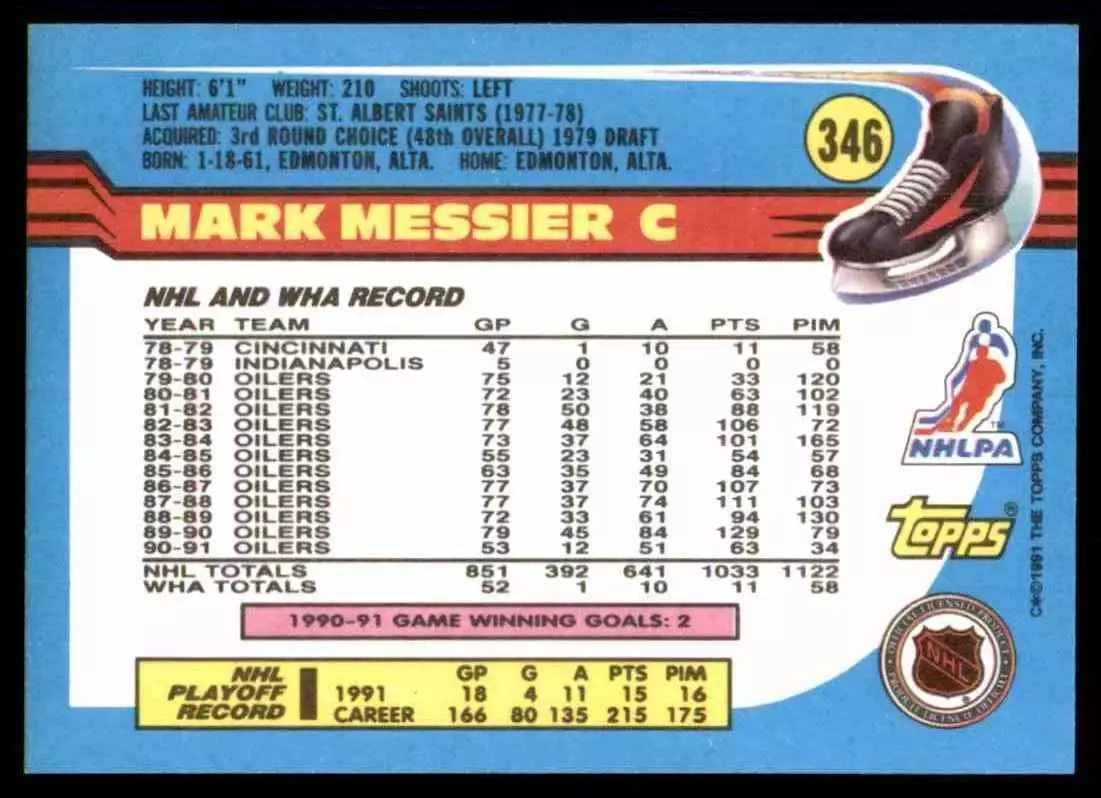 HEIGHT: 6'1" WEIGHT: 210 SHOOTS: LEFT
LAST AMATEUR CLUB: ST. ALBERT SAINTS (1977-78)
ACQUIRED: 3rd ROUND CHOICE (48th OVERALL) 1979 DRAFT
BORN: 1-18-61, EDMONTON, ALTA. HOME: EDMONTON, ALTA.
346
MARK MESSIER C
NHL AND WHA RECORD
YEAR TEAM GP G A PTS PIM
78-79 CINCINNATI 47 1 10 11 58
78-79 INDIANAPOLIS 5 0 0 0 0
79-80 OILERS 75 12 21 33 120
80-81 OILERS 72 23 40 63 102
81-82 OILERS 78 50 38 88 119
82-83 OILERS 77 48 58 106 72
83-84 OILERS 73 37 64 101 165
84-85 OILERS 55 23 31 54 57
85-86 OILERS 63 35 49 84 68
86-87 OILERS 77 37 70 107 73
87-88 OILERS 77 37 74 111 103
88-89 OILERS 72 33 61 94 130
89-90 OILERS 79 45 84 129 79
90-91 OILERS 53 12 51 63 34
NHL TOTALS 851 392 641 1033 1122
WHA TOTALS 52 1 10 11 58
1990-91 GAME WINNING GOALS: 2
NHL PLAYOFF RECORD
GP G A PTS PIM
1991 18 4 11 15 16
CAREER 166 80 135 215 175
NHLPA™
Topps®
C*©1991 THE TOPPS COMPANY, INC.
OFFICIAL LICENSED PRODUCT
NHL
®
PRODUIT LICENCIE OFFICIEL